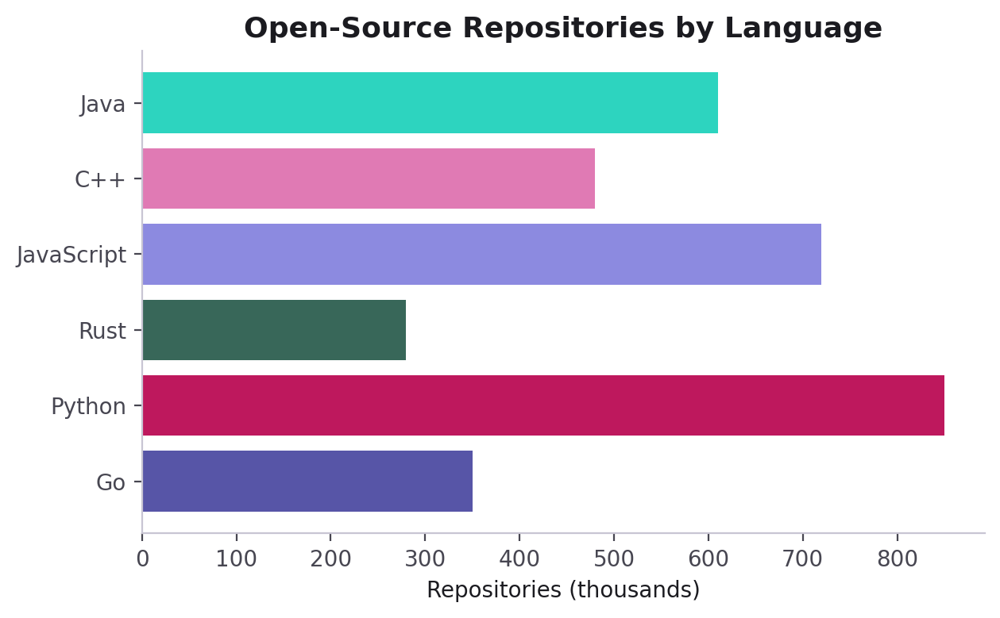 Open-Source Repositories by Language
Java
C++
JavaScript
Rust
Python
Go
0 100 200 300 400 500 600 700 800
Repositories (thousands)